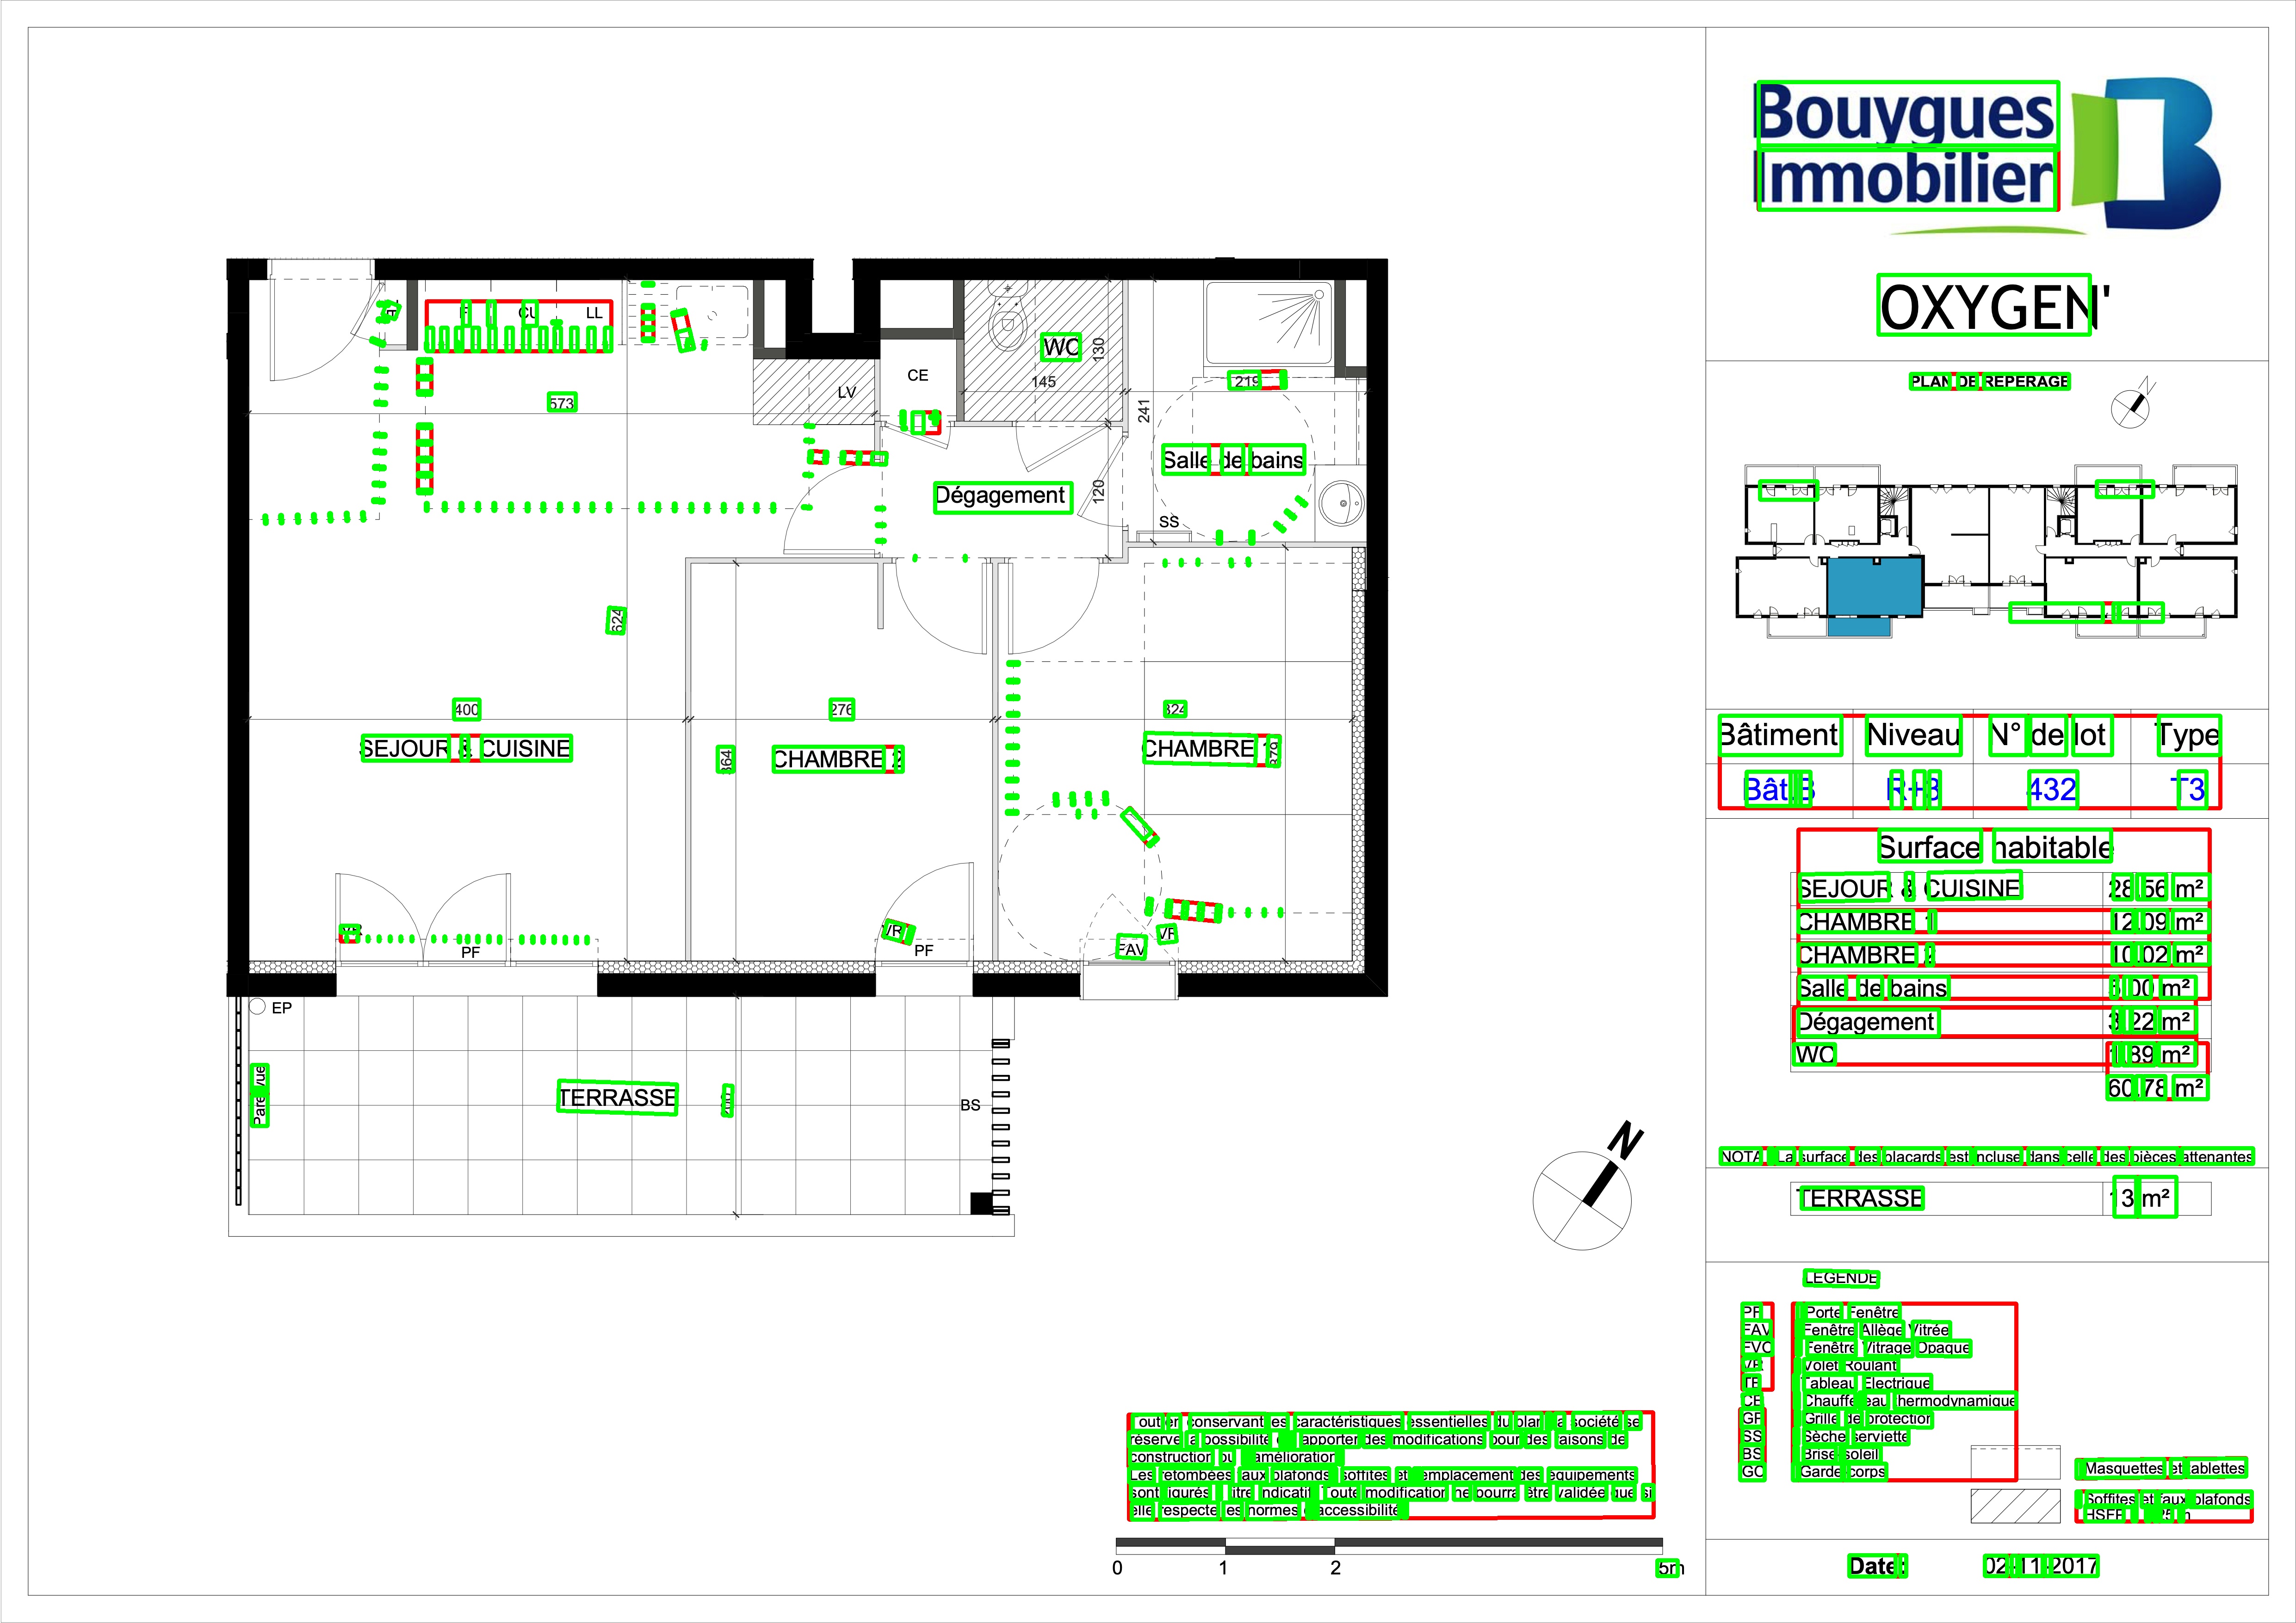 Bouygues
Immobilier
OXYGEN'
PLAN DE REPERAGE
N
Bâtiment Niveau N° de lot Type
Bât B R+3 432 T3
Surface habitable
SEJOUR & CUISINE 28.56 m²
CHAMBRE 1 12.09 m²
CHAMBRE 2 10.02 m²
Salle de bains 5.00 m²
Dégagement 3.22 m²
WC 1.89 m²
60.78 m²
NOTA : La surface des placards est incluse dans celle des pièces attenantes
TERRASSE 13 m²
LEGENDE
PF : Porte Fenêtre
FAV : Fenêtre Allège Vitrée
FVO : Fenêtre Vitrage Opaque
VR : Volet Roulant
TE : Tableau Electrique
CE : Chauffe eau thermodynamique
GP : Grille de protection
SS : Sèche serviette
BS : Brise soleil
GC : Garde corps
Masquettes et tablettes
Soffites et faux plafonds
Date: 02-11-2017
LL
573
LV
CE
WC
130
145
219
241
Salle de bains
Dégagement
120
SS
624
400
276
324
SEJOUR & CUISINE
364
CHAMBRE 2
CHAMBRE 1
379
VR
PF
VR
PF
FAV
VR
EP
Pare vue
TERRASSE
200
BS
N
Tout en conservant les caractéristiques essentielles du plan, la société se
réserve la possibilité d'apporter des modifications pour des raisons de
construction ou d'amélioration.
Les retombées, faux plafonds, soffites et emplacement des équipements
sont figurés à titre indicatif. Toute modification ne pourra être validée que si
elle respecte les normes d'accessibilité.
0 1 2 5m